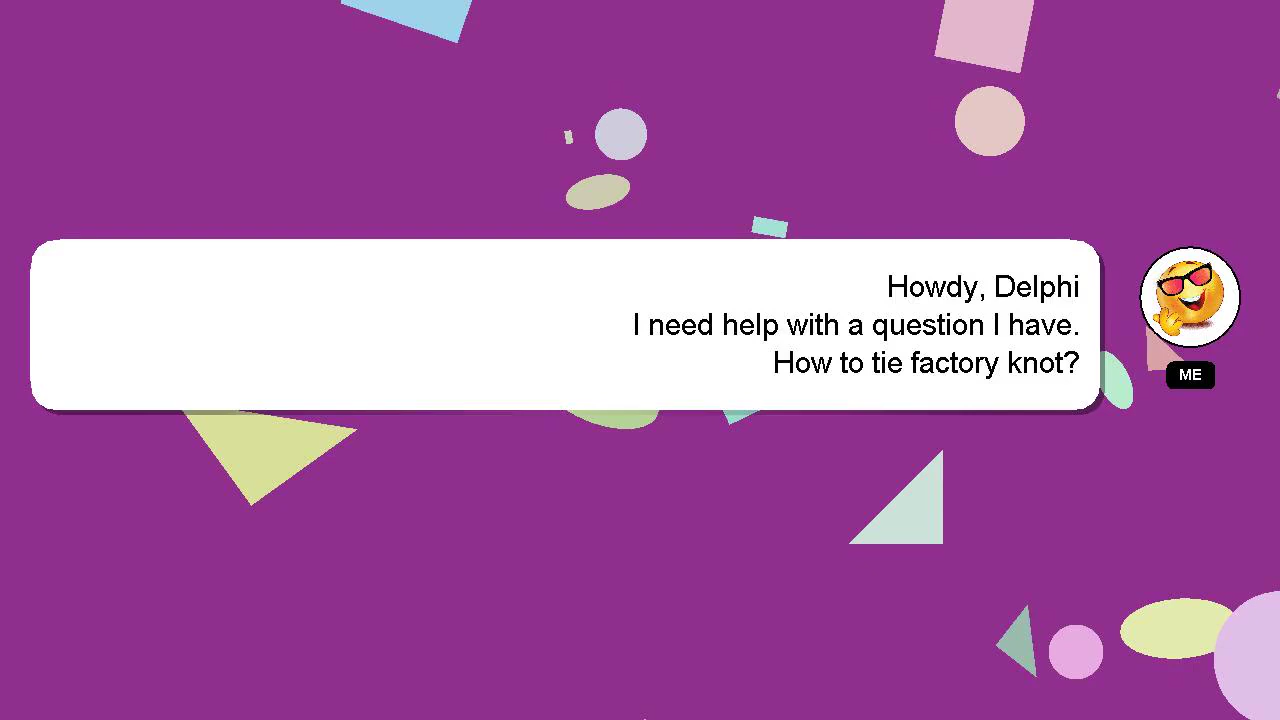 Howdy, Delphi
I need help with a question I have.
How to tie factory knot?
ME